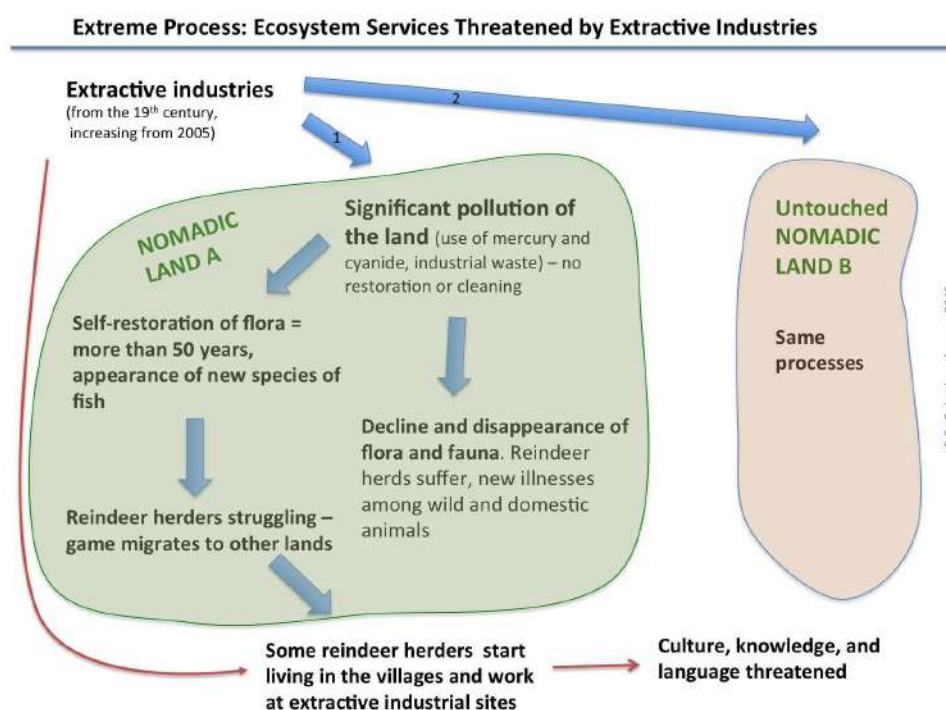 Extreme Process: Ecosystem Services Threatened by Extractive Industries
Extractive industries
(from the 19th century,
increasing from 2005)
2
1
NOMADIC
LAND A
Significant pollution of
the land (use of mercury and
cyanide, industrial waste) – no
restoration or cleaning
Self-restoration of flora =
more than 50 years,
appearance of new species of
fish
Decline and disappearance of
flora and fauna. Reindeer
herds suffer, new illnesses
among wild and domestic
animals
Reindeer herders struggling –
game migrates to other lands
Untouched
NOMADIC
LAND B
Same
processes
Some reindeer herders start
living in the villages and work
at extractive industrial sites
Culture, knowledge, and
language threatened